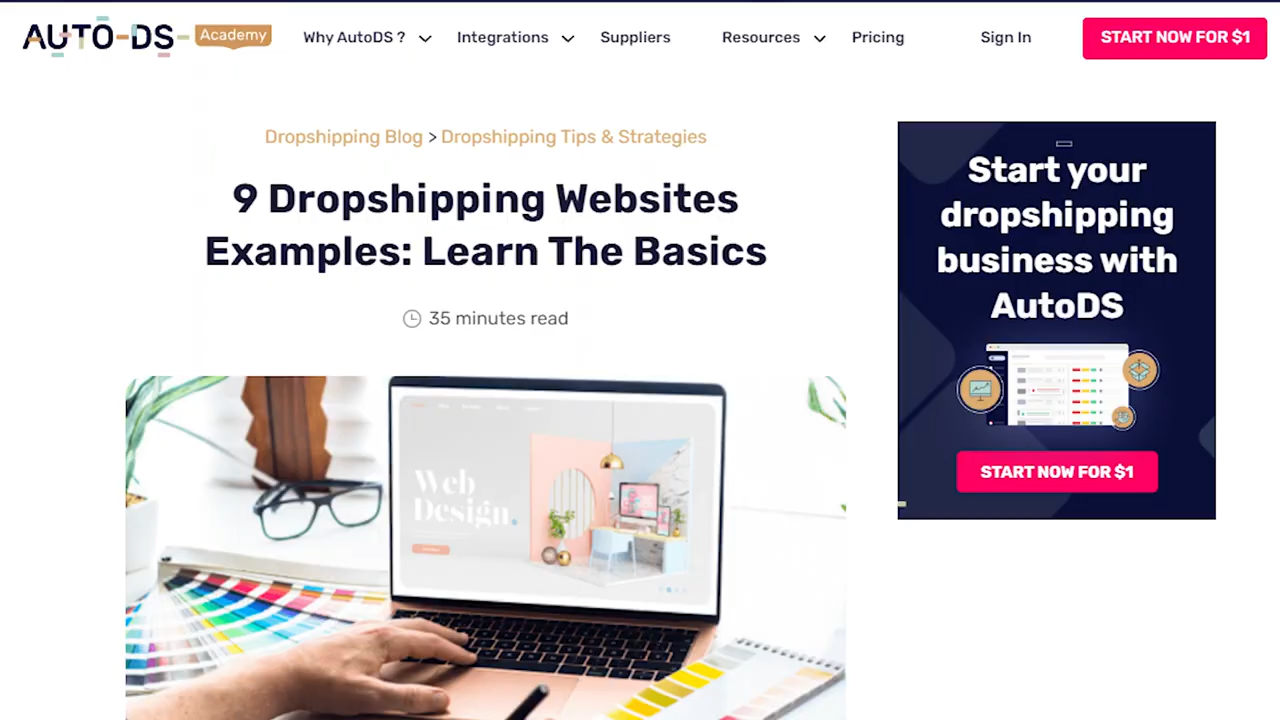 AUTO-DS Academy
Why AutoDS ?
Integrations
Suppliers
Resources
Pricing
Sign In
START NOW FOR $1
Dropshipping Blog > Dropshipping Tips & Strategies
9 Dropshipping Websites
Examples: Learn The Basics
35 minutes read
Web
Design.
Start your
dropshipping
business with
AutoDS
START NOW FOR $1